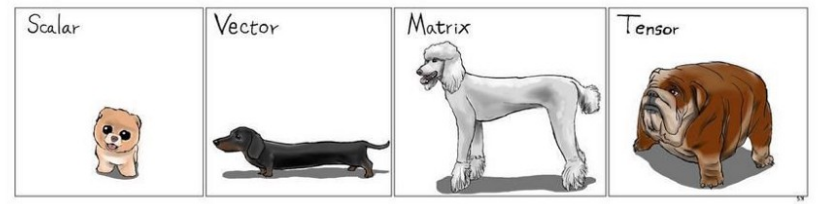 Scalar
Vector
Matrix
Tensor